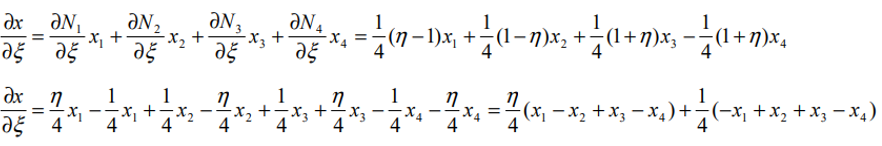 ∂x/∂ξ = ∂N₁/∂ξ x₁ + ∂N₂/∂ξ x₂ + ∂N₃/∂ξ x₃ + ∂N₄/∂ξ x₄ = 1/4 (η − 1)x₁ + 1/4 (1 − η)x₂ + 1/4 (1 + η)x₃ − 1/4 (1 + η)x₄
∂x/∂ξ = η/4 x₁ − 1/4 x₁ + 1/4 x₂ − η/4 x₂ + 1/4 x₃ + η/4 x₃ − 1/4 x₄ − η/4 x₄ = η/4 (x₁ − x₂ + x₃ − x₄) + 1/4 (−x₁ + x₂ + x₃ − x₄)